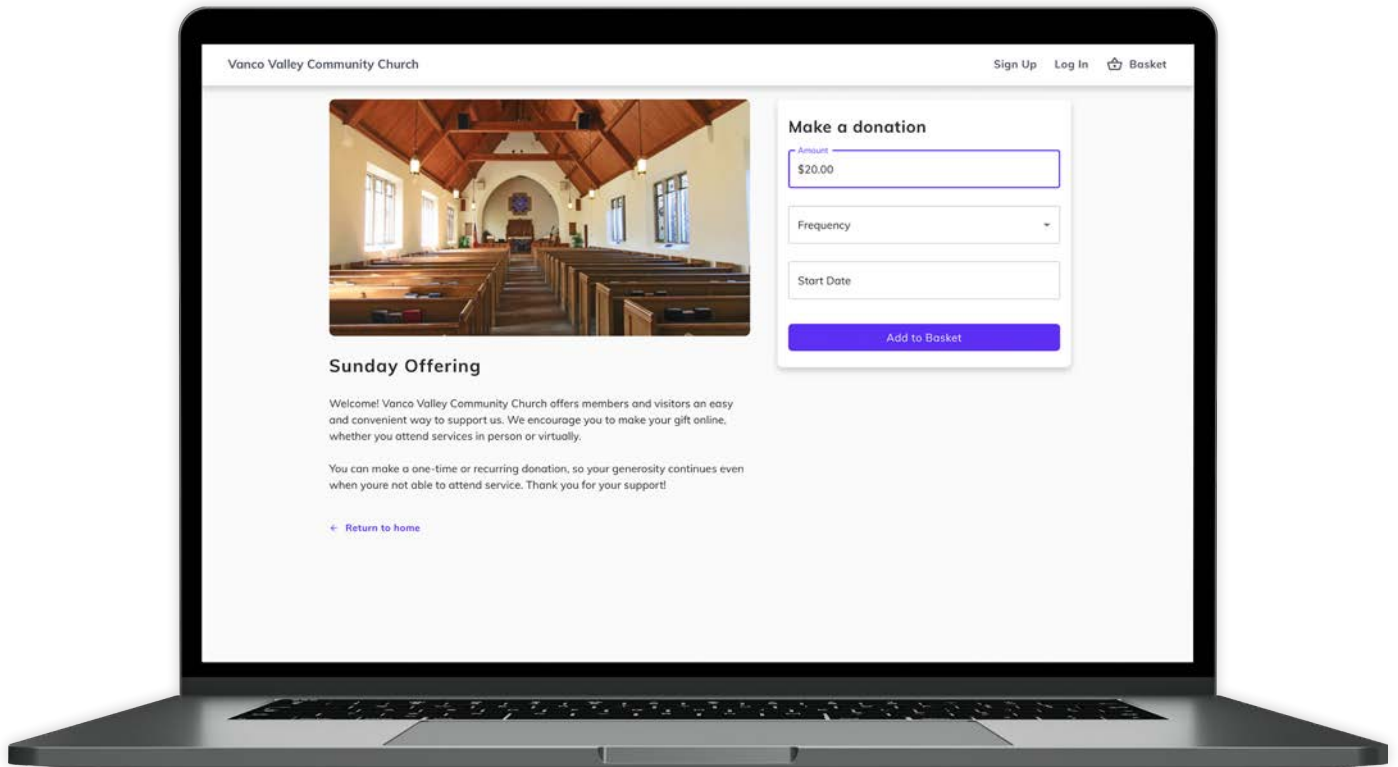 Vanco Valley Community Church
Sign Up Log In Basket
Make a donation
Amount
$20.00
Frequency
Start Date
Add to Basket
Sunday Offering
Welcome! Vanco Valley Community Church offers members and visitors an easy
and convenient way to support us. We encourage you to make your gift online,
whether you attend services in person or virtually.
You can make a one-time or recurring donation, so your generosity continues even
when youre not able to attend service. Thank you for your support!
← Return to home